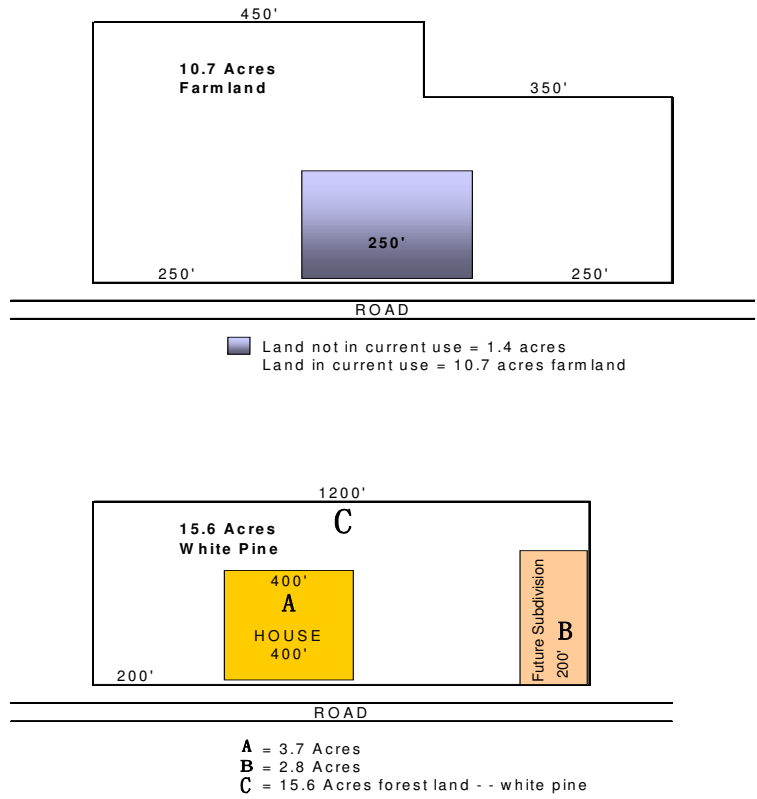 450'
10.7 Acres
Farmland
350'
250'
250'
250'
ROAD
Land not in current use = 1.4 acres
Land in current use = 10.7 acres farmland
1200'
C
15.6 Acres
White Pine
400'
A
HOUSE
400'
Future Subdivision
B
200'
200'
ROAD
A = 3.7 Acres
B = 2.8 Acres
C = 15.6 Acres forest land - - white pine